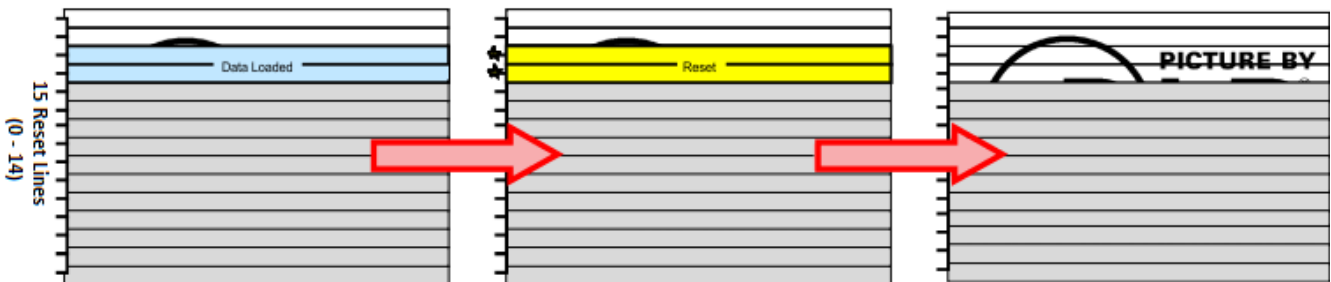 15 Reset Lines
(0 - 14)
Data Loaded
*
*
Reset
PICTURE BY